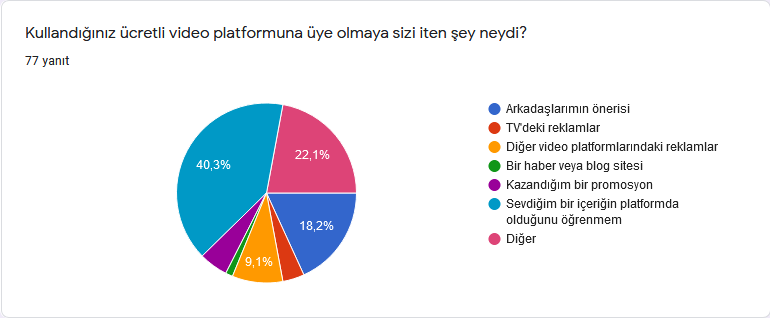 Kullandığınız ücretli video platformuna üye olmaya sizi iten şey neydi?
77 yanıt
40,3%
22,1%
18,2%
9,1%
Arkadaşlarımın önerisi
TV'deki reklamlar
Diğer video platformlarındaki reklamlar
Bir haber veya blog sitesi
Kazandığım bir promosyon
Sevdiğim bir içeriğin platformda
olduğunu öğrenmem
Diğer